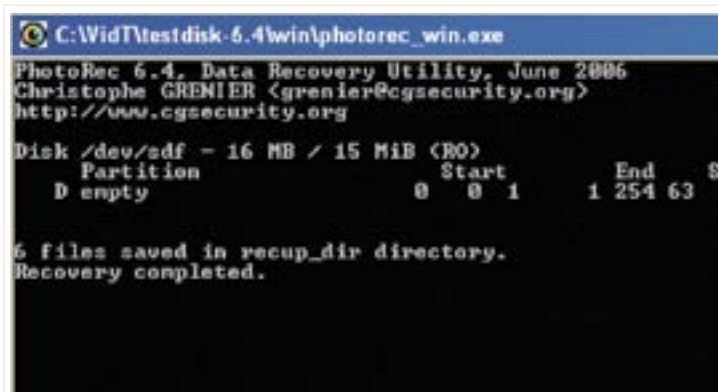 C:\VidT\testdisk-6.4\win\photorec_win.exe
PhotoRec 6.4, Data Recovery Utility, June 2006
Christophe GRENIER <grenier@cgsecurity.org>
http://www.cgsecurity.org
Disk /dev/sdf - 16 MB / 15 MiB (RO)
Partition Start End S
D empty 0 0 1 1 254 63
6 files saved in recup_dir directory.
Recovery completed.